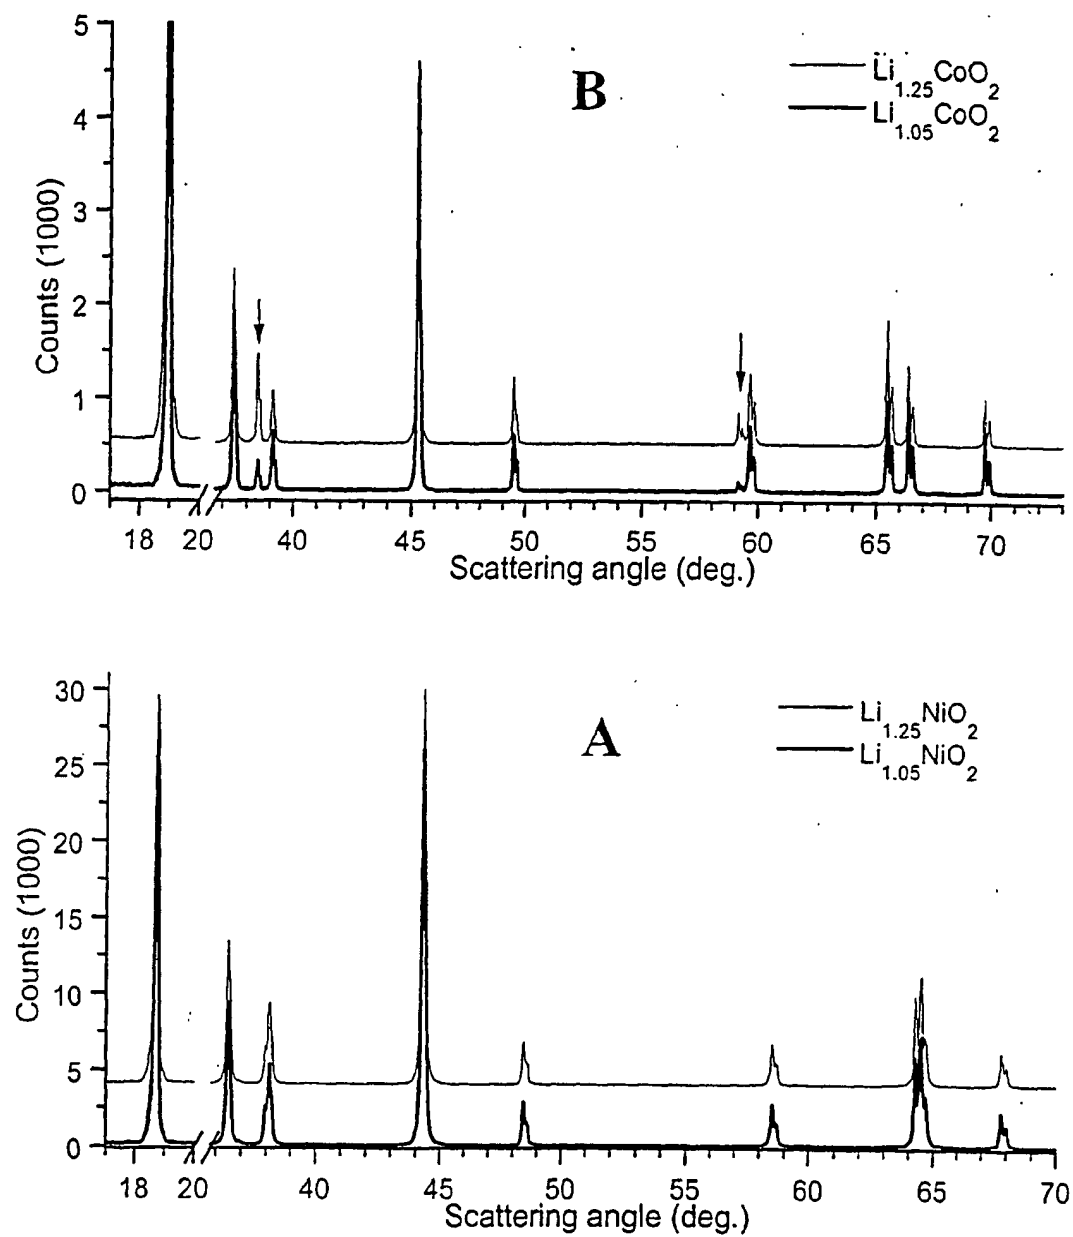 B
Li1.25CoO2
Li1.05CoO2
Counts (1000)
5
4
3
2
1
0
18 20 40 45 50 55 60 65 70
Scattering angle (deg.)
A
Li1.25NiO2
Li1.05NiO2
Counts (1000)
30
25
20
15
10
5
0
18 20 40 45 50 55 60 65 70
Scattering angle (deg.)